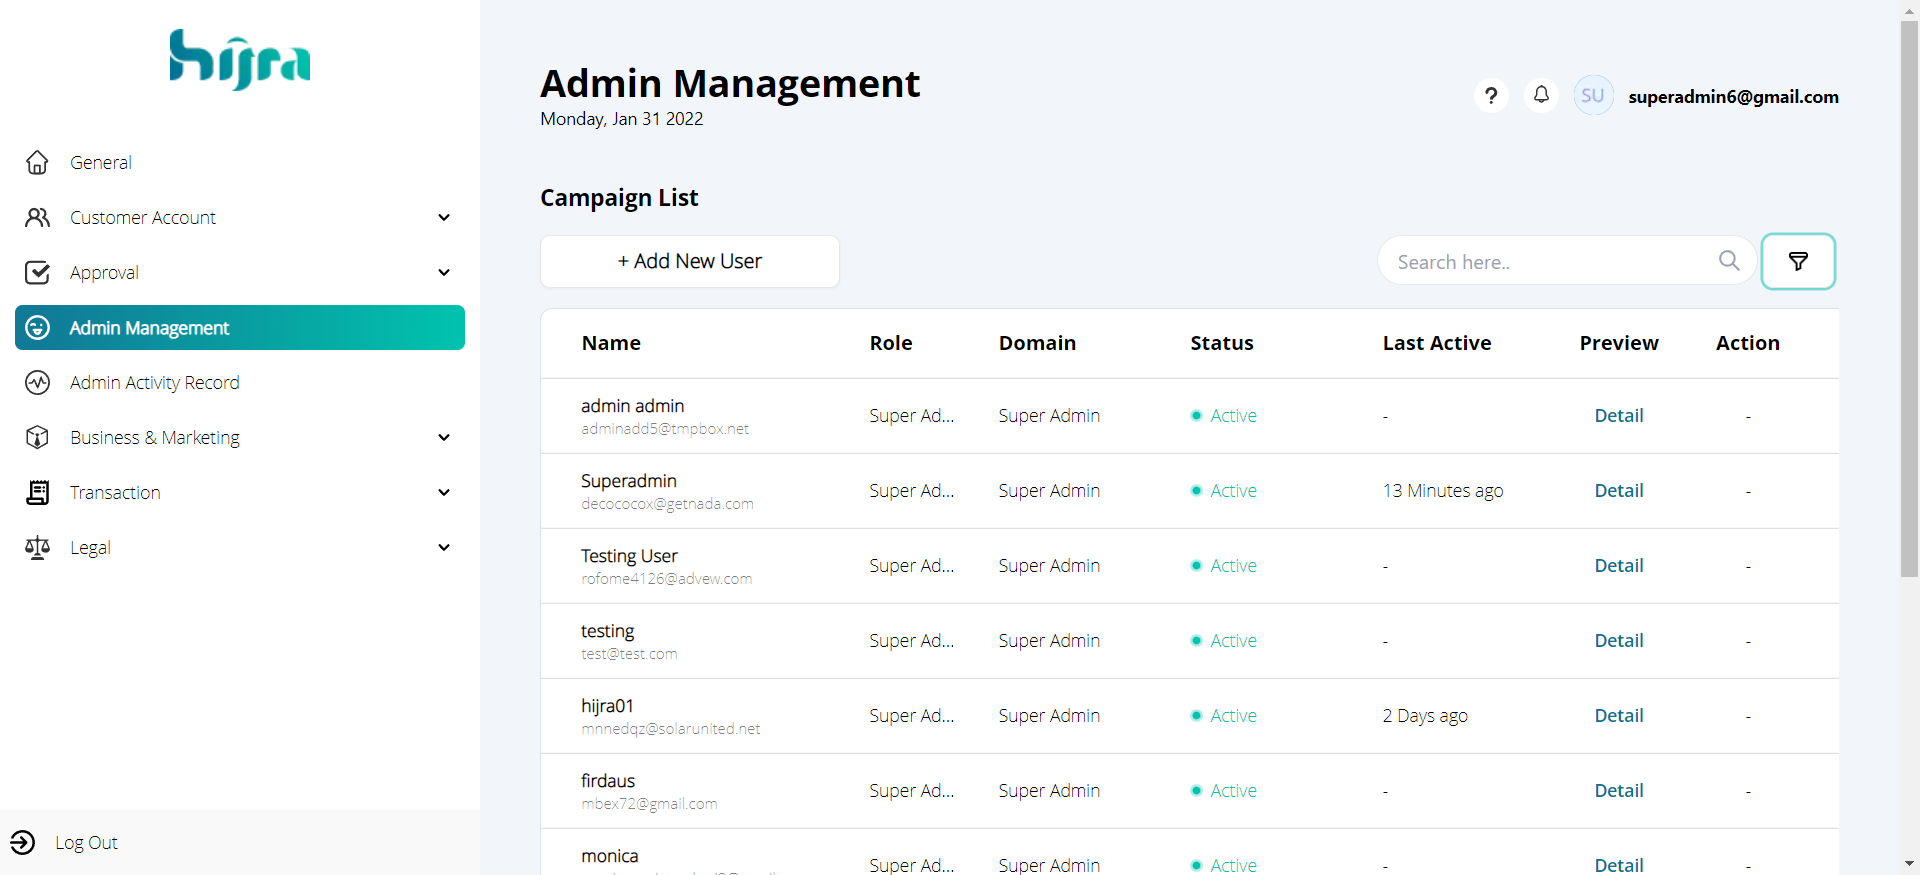 hijra
General
Customer Account
Approval
Admin Management
Admin Activity Record
Business & Marketing
Transaction
Legal
Log Out
Admin Management
Monday, Jan 31 2022
? SU superadmin6@gmail.com
Campaign List
+ Add New User
Search here..
Name Role Domain Status Last Active Preview Action
admin admin
adminadd5@tmpbox.net
Super Ad... Super Admin Active - Detail -
Superadmin
decococox@getnada.com
Super Ad... Super Admin Active 13 Minutes ago Detail -
Testing User
rofome4126@advew.com
Super Ad... Super Admin Active - Detail -
testing
test@test.com
Super Ad... Super Admin Active - Detail -
hijra01
mnnedqz@solarunited.net
Super Ad... Super Admin Active 2 Days ago Detail -
firdaus
mbex72@gmail.com
Super Ad... Super Admin Active - Detail -
monica
Super Ad... Super Admin Active - Detail -